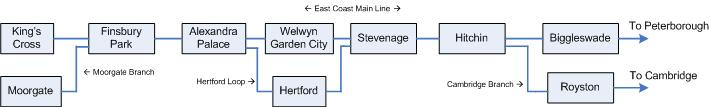 ← East Coast Main Line →
King's
Cross
Finsbury
Park
Alexandra
Palace
Welwyn
Garden City
Stevenage
Hitchin
Biggleswade
To Peterborough
Moorgate
← Moorgate Branch
Hertford Loop →
Hertford
Cambridge Branch →
Royston
To Cambridge